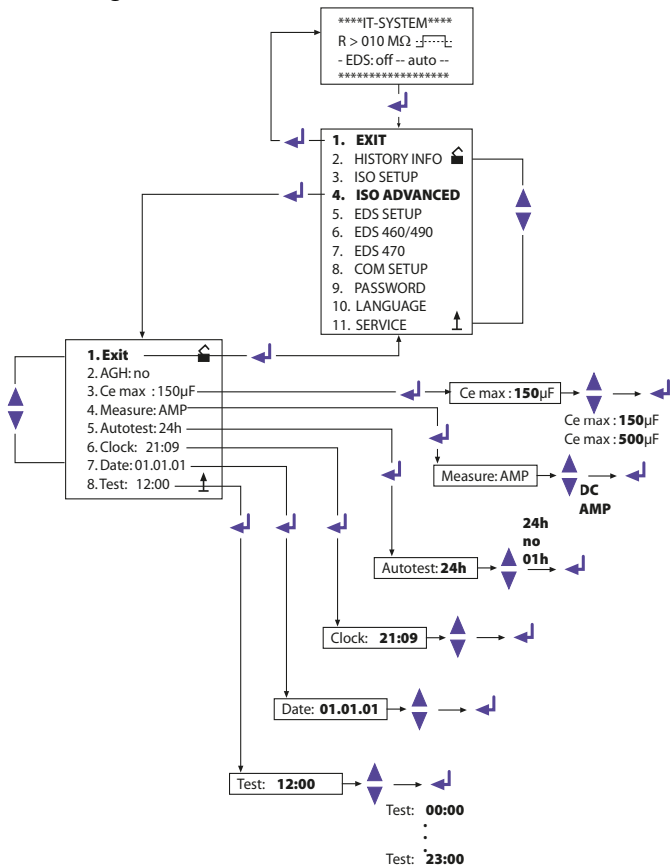 ****IT-SYSTEM****
R > 010 MΩ
- EDS: off -- auto --
******************
1. EXIT
2. HISTORY INFO
3. ISO SETUP
4. ISO ADVANCED
5. EDS SETUP
6. EDS 460/490
7. EDS 470
8. COM SETUP
9. PASSWORD
10. LANGUAGE
11. SERVICE
1. Exit
2. AGH: no
3. Ce max : 150µF
4. Measure: AMP
5. Autotest: 24h
6. Clock: 21:09
7. Date: 01.01.01
8. Test: 12:00
Ce max : 150µF
Ce max : 150µF
Ce max : 500µF
Measure: AMP
DC
AMP
Autotest: 24h
24h
no
01h
Clock: 21:09
Date: 01.01.01
Test: 12:00
Test: 00:00
.
.
.
Test: 23:00